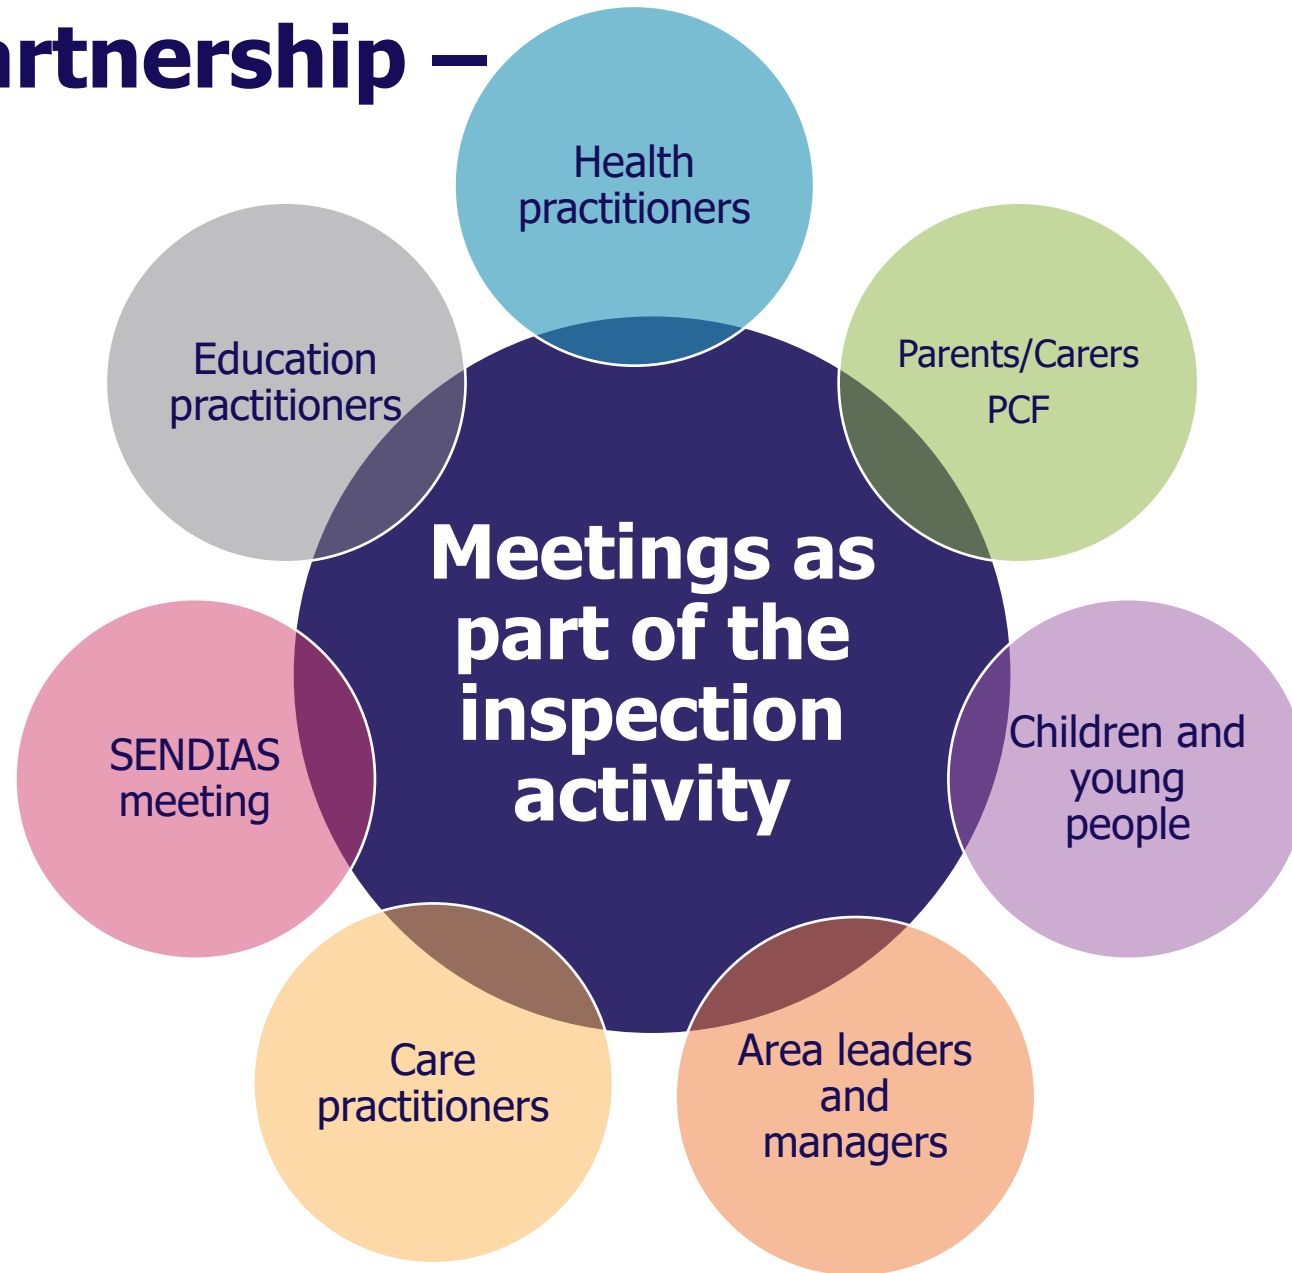 artnership –
Health
practitioners
Parents/Carers
PCF
Children and
young
people
Area leaders
and
managers
Care
practitioners
SENDIAS
meeting
Education
practitioners
Meetings as
part of the
inspection
activity